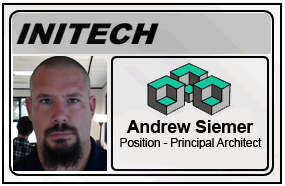 INITECH
Andrew Siemer
Position - Principal Architect